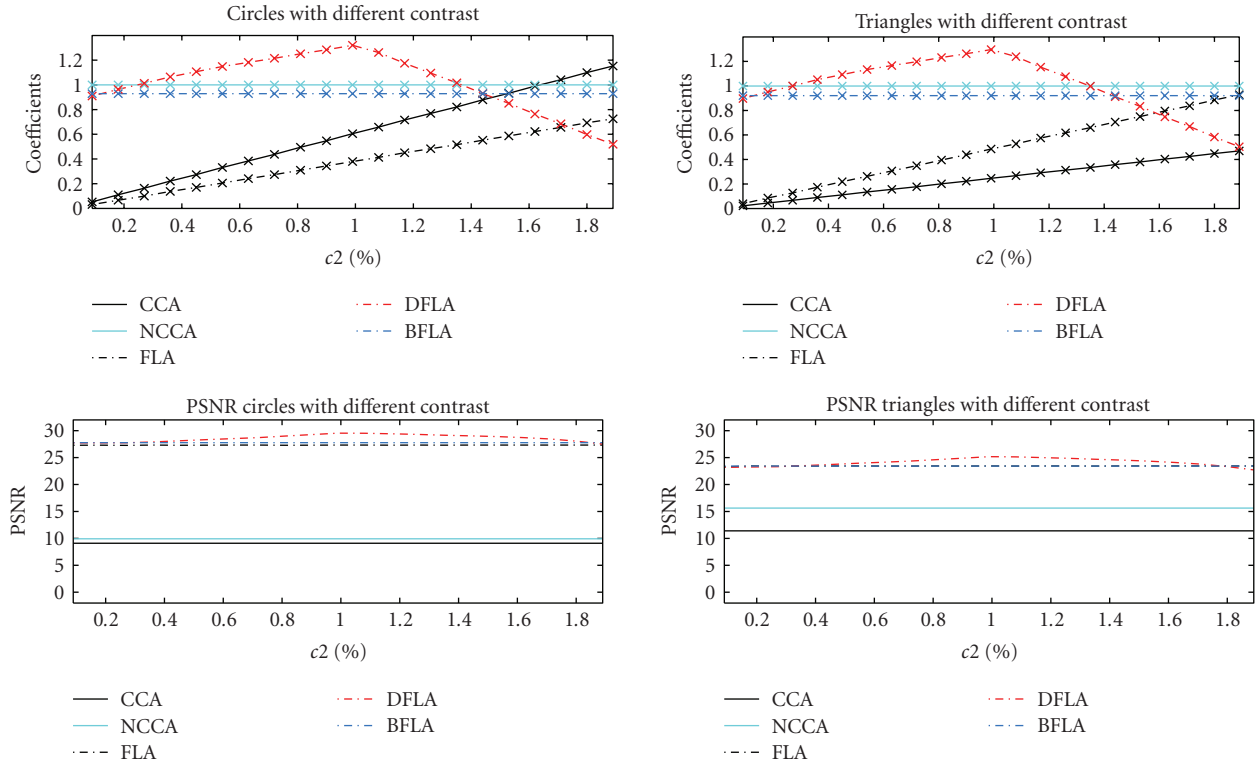 Circles with different contrast
Coefficients
1.2
1
0.8
0.6
0.4
0.2
0
0.2 0.4 0.6 0.8 1 1.2 1.4 1.6 1.8
c2 (%)
CCA
NCCA
FLA
DFLA
BFLA
Triangles with different contrast
Coefficients
1.2
1
0.8
0.6
0.4
0.2
0
0.2 0.4 0.6 0.8 1 1.2 1.4 1.6 1.8
c2 (%)
CCA
NCCA
FLA
DFLA
BFLA
PSNR circles with different contrast
PSNR
30
25
20
15
10
5
0
0.2 0.4 0.6 0.8 1 1.2 1.4 1.6 1.8
c2 (%)
CCA
NCCA
FLA
DFLA
BFLA
PSNR triangles with different contrast
PSNR
30
25
20
15
10
5
0
0.2 0.4 0.6 0.8 1 1.2 1.4 1.6 1.8
c2 (%)
CCA
NCCA
FLA
DFLA
BFLA